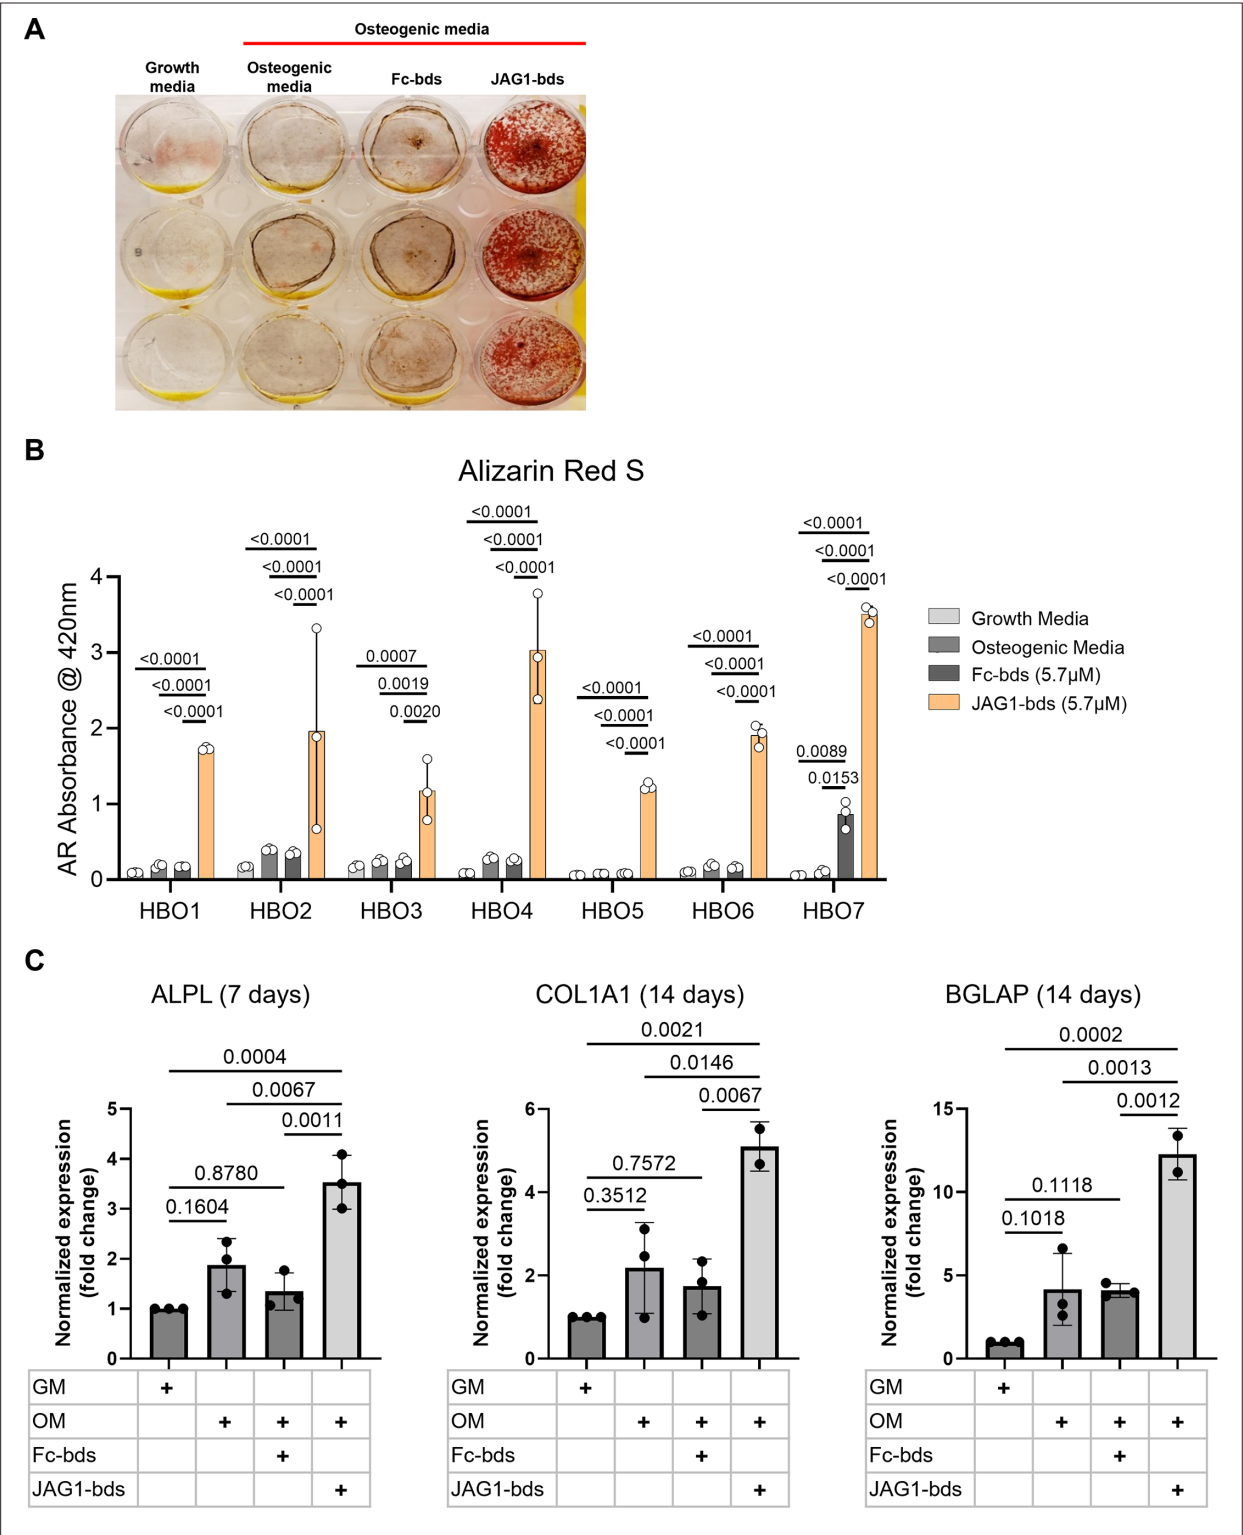 A
Osteogenic media
Growth media
Osteogenic media
Fc-bds
JAG1-bds
B
Alizarin Red S
AR Absorbance @ 420nm
4
3
2
1
0
<0.0001
<0.0001
<0.0001
<0.0001
<0.0001
<0.0001
0.0007
0.0019
0.0020
<0.0001
<0.0001
<0.0001
<0.0001
<0.0001
<0.0001
<0.0001
<0.0001
<0.0001
<0.0001
<0.0001
<0.0001
0.0089
0.0153
HBO1 HBO2 HBO3 HBO4 HBO5 HBO6 HBO7
Growth Media
Osteogenic Media
Fc-bds (5.7µM)
JAG1-bds (5.7µM)
C
ALPL (7 days)
Normalized expression
(fold change)
5
4
3
2
1
0
0.0004
0.0067
0.0011
0.8780
0.1604
GM +
OM + + +
Fc-bds +
JAG1-bds +
COL1A1 (14 days)
Normalized expression
(fold change)
6
4
2
0
0.0021
0.0146
0.0067
0.7572
0.3512
GM +
OM + + +
Fc-bds +
JAG1-bds +
BGLAP (14 days)
Normalized expression
(fold change)
15
10
5
0
0.0002
0.0013
0.0012
0.1118
0.1018
GM +
OM + + +
Fc-bds +
JAG1-bds +